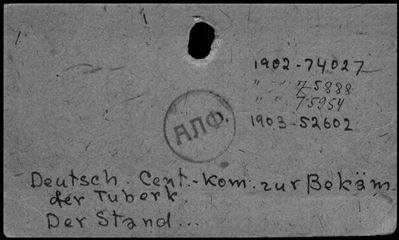 1902-74027
" " 75888
" " 75954
1903-52602
АЛФ.
Deutsch. Cent.-Kom. zur Bekäm.
der Tuberk.
Der Stand...